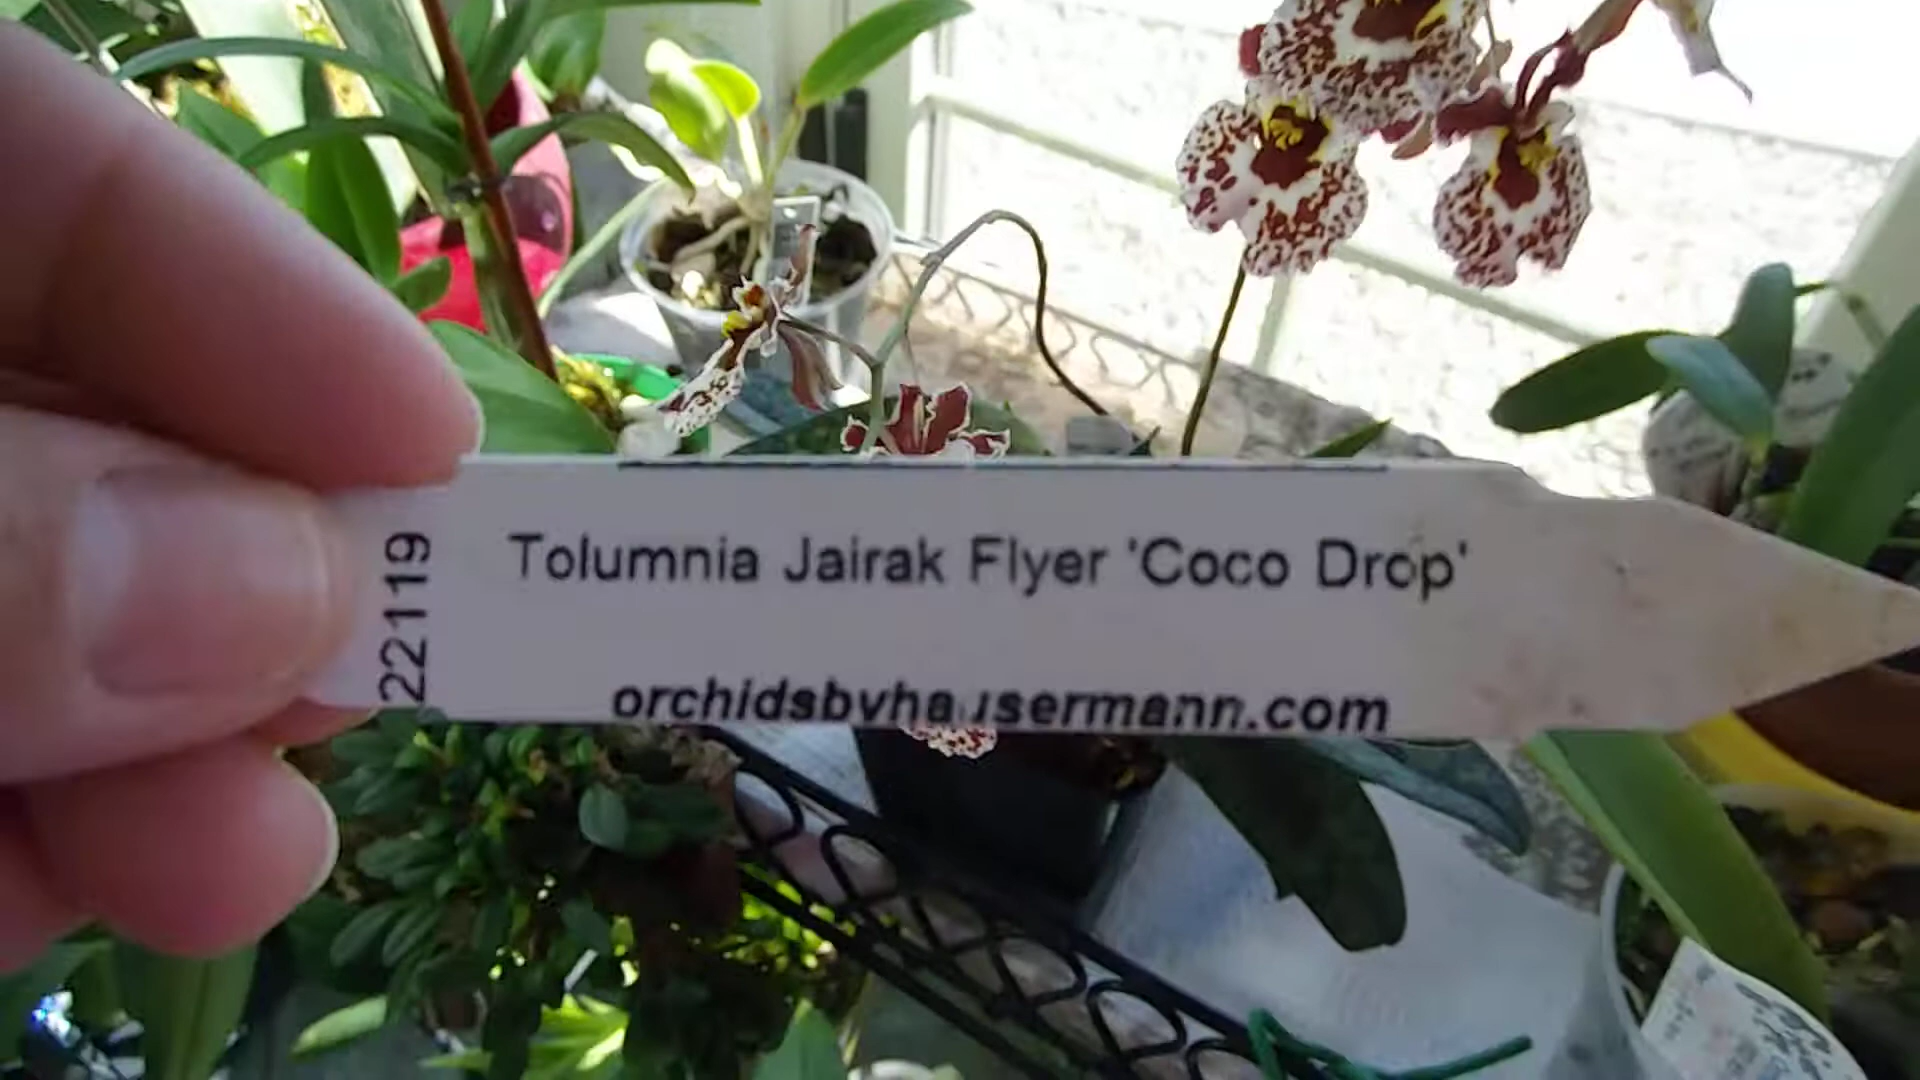 22119
Tolumnia Jairak Flyer 'Coco Drop'
orchidsbyhausermann.com